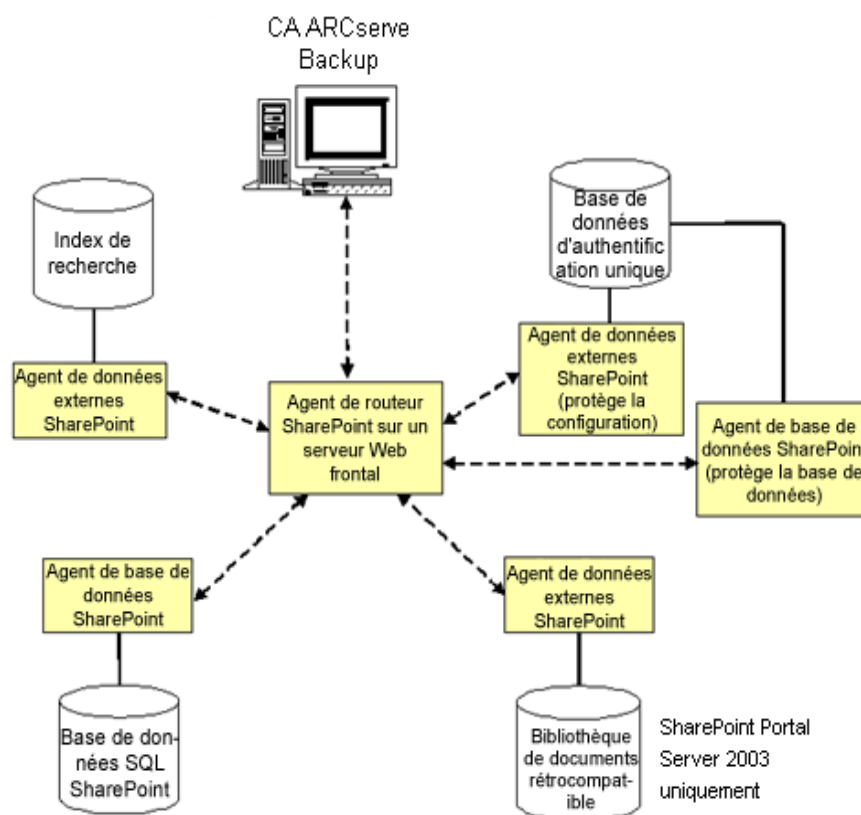 CA ARCserve
Backup
Index de
recherche
Base de
données
d'authentific
ation unique
Agent de données
externes
SharePoint
Agent de données
externes
SharePoint
(protège la
configuration)
Agent de routeur
SharePoint sur un
serveur Web
frontal
Agent de base de
données SharePoint
(protège la base de
données)
Agent de base de
données
SharePoint
Agent de données
externes
SharePoint
Base de don-
nées SQL
SharePoint
Bibliothèque
de documents
rétrocompat-
ible
SharePoint Portal
Server 2003
uniquement